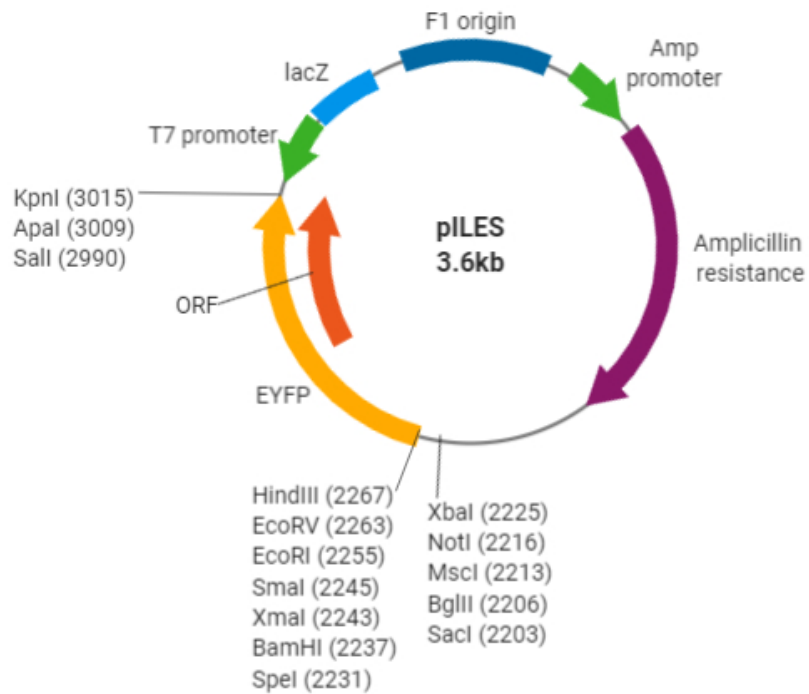 F1 origin
Amp
promoter
lacZ
T7 promoter
KpnI (3015)
ApaI (3009)
SalI (2990)
pILES
3.6kb
Amplicillin
resistance
ORF
EYFP
HindIII (2267)
EcoRV (2263)
EcoRI (2255)
SmaI (2245)
XmaI (2243)
BamHI (2237)
SpeI (2231)
XbaI (2225)
NotI (2216)
MscI (2213)
BglII (2206)
SacI (2203)